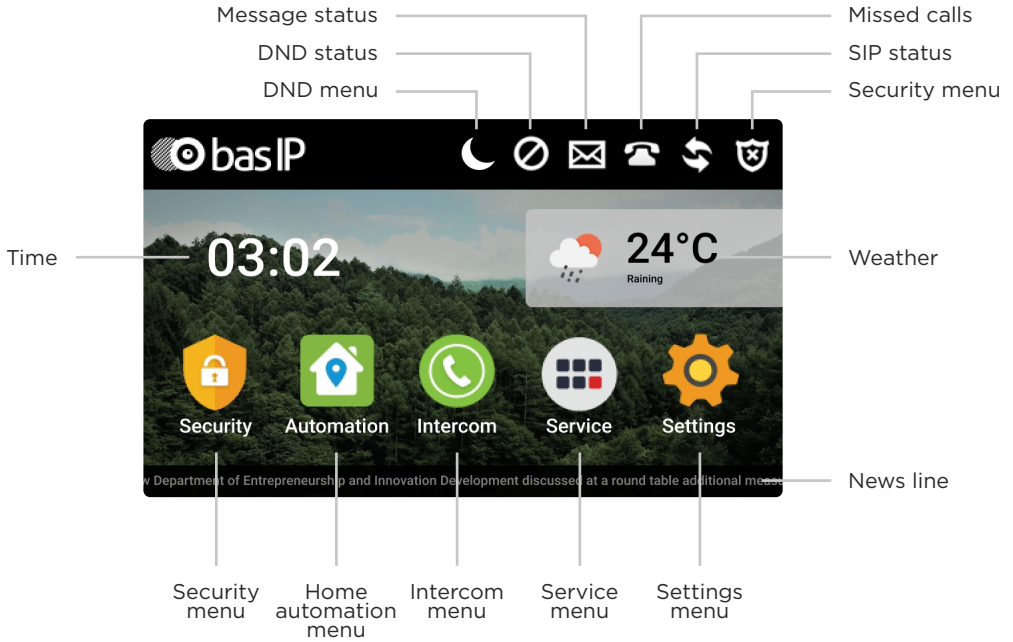 Message status
Missed calls
DND status
SIP status
DND menu
Security menu
bas IP
Time
03:02
24°C
Raining
Weather
Security
Automation
Intercom
Service
Settings
w Department of Entrepreneurship and Innovation Development discussed at a round table additional meas
News line
Security
menu
Home
automation
menu
Intercom
menu
Service
menu
Settings
menu